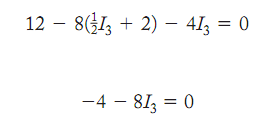 12 − 8(½I₃ + 2) − 4I₃ = 0
−4 − 8I₃ = 0